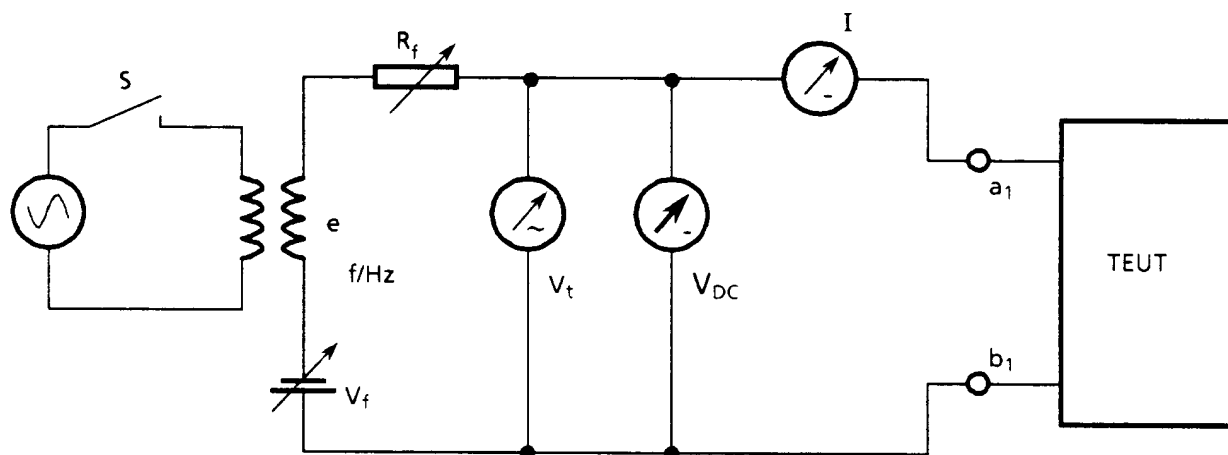 S
R_f
I
e
f/Hz
V_t
V_DC
V_f
a_1
b_1
TEUT